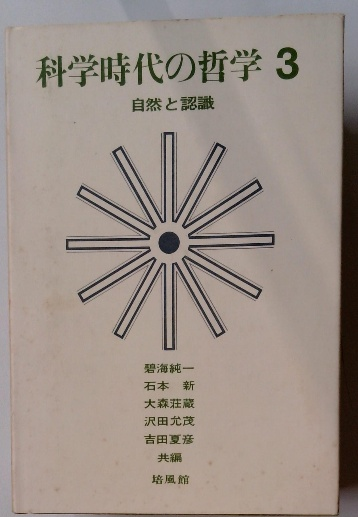 科学時代の哲学 3
自然と認識
碧海純一
石本 新
大森荘蔵
沢田允茂
吉田夏彦
共編
培風館